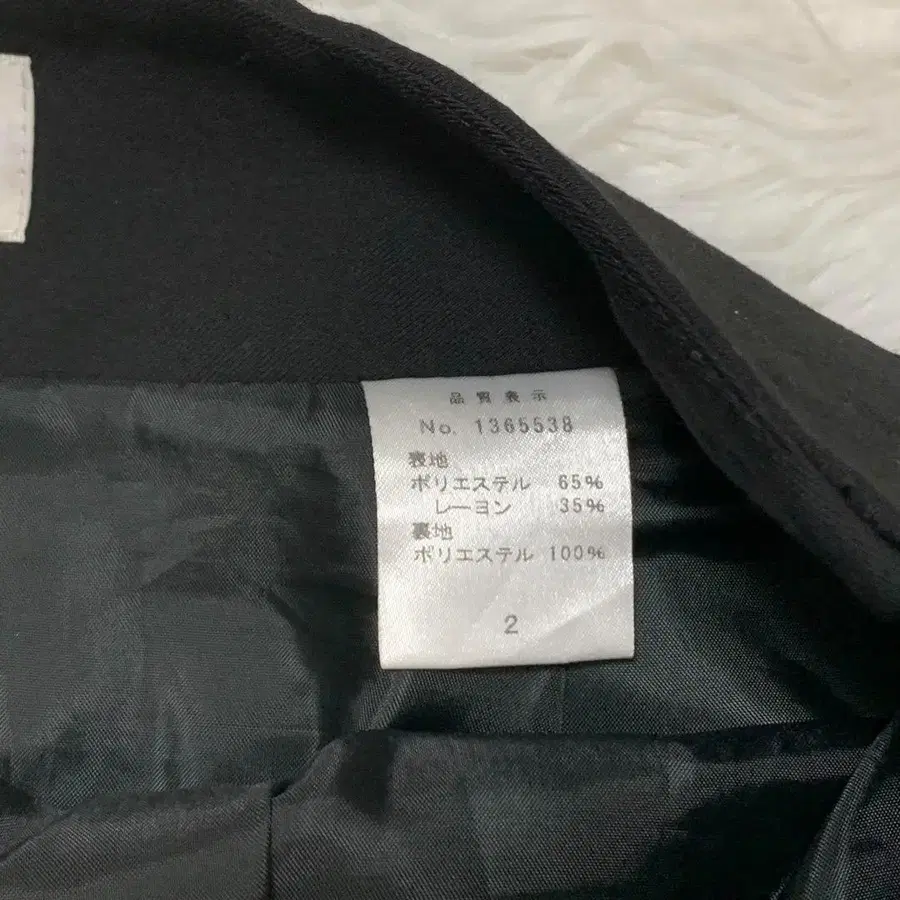 品質表示
No. 1365538
表地
ポリエステル 65%
レーヨン 35%
裏地
ポリエステル 100%
2